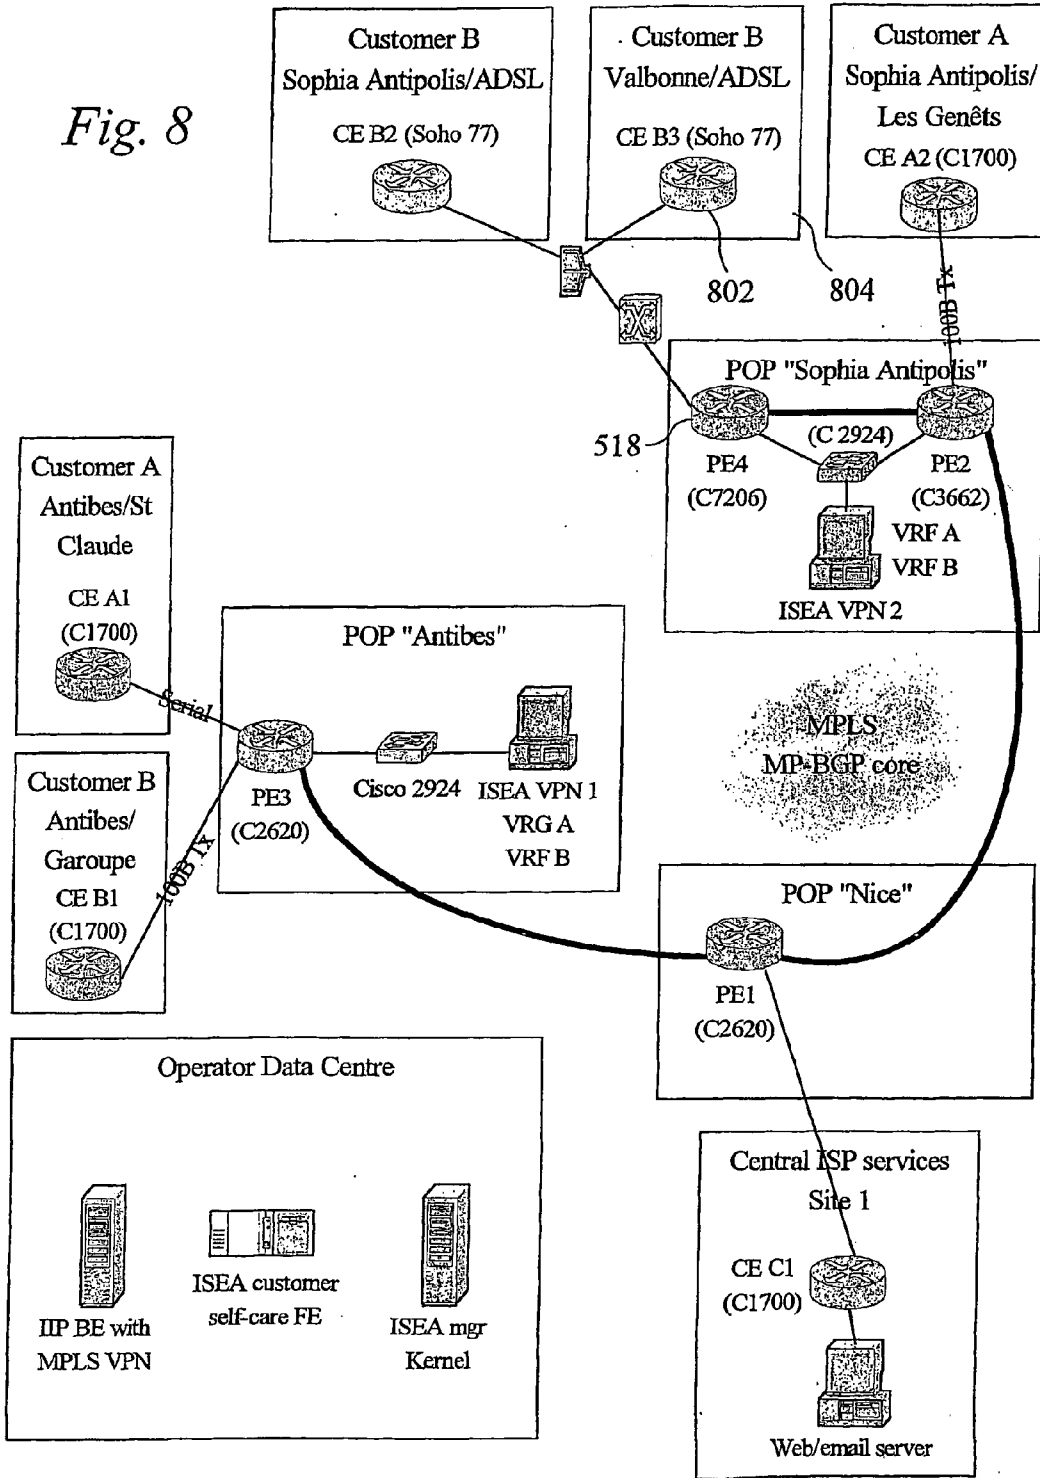 Fig. 8
Customer B
Sophia Antipolis/ADSL
CE B2 (Soho 77)
Customer B
Valbonne/ADSL
CE B3 (Soho 77)
Customer A
Sophia Antipolis/
Les Genêts
CE A2 (C1700)
802
804
100B Tx
POP "Sophia Antipolis"
518
(C 2924)
PE4
(C7206)
PE2
(C3662)
VRF A
VRF B
ISEA VPN 2
Customer A
Antibes/St
Claude
CE A1
(C1700)
Serial
POP "Antibes"
PE3
(C2620)
Cisco 2924
ISEA VPN 1
VRG A
VRF B
MPLS
MP-BGP core
Customer B
Antibes/
Garoupe
CE B1
(C1700)
100B Tx
POP "Nice"
PE1
(C2620)
Operator Data Centre
IIP BE with
MPLS VPN
ISEA customer
self-care FE
ISEA mgr
Kernel
Central ISP services
Site 1
CE C1
(C1700)
Web/email server